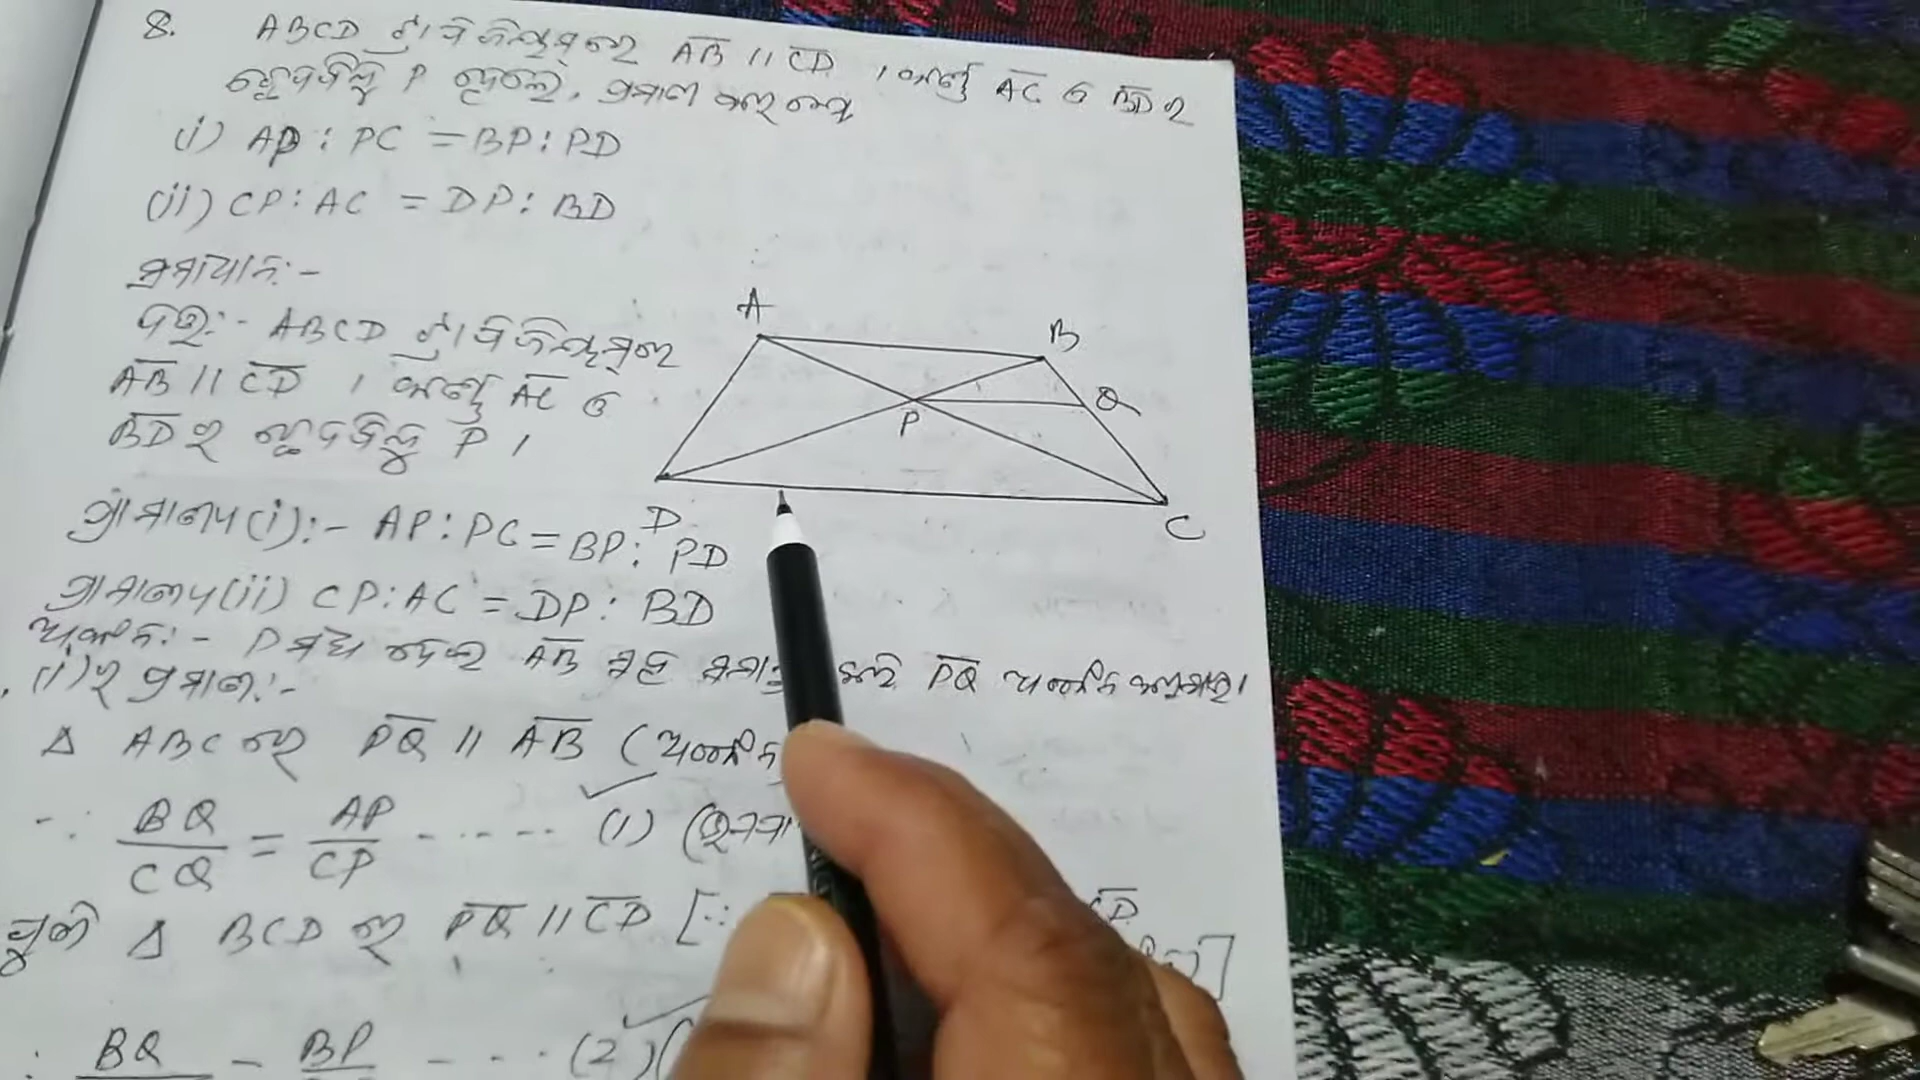 8. ABCD ଟ୍ରାପିଜିୟମ୍‌ରେ AB || CD । କର୍ଣ୍ଣ AC ଓ BD ର
ଛେଦବିନ୍ଦୁ P ହେଲେ, ପ୍ରମାଣ କର ଯେ
(i) AP : PC = BP : PD
(ii) CP : AC = DP : BD
ସମାଧାନ:-
ଦତ୍ତ:- ABCD ଟ୍ରାପିଜିୟମ୍‌ରେ
AB || CD । କର୍ଣ୍ଣ AC ଓ
BD ର ଛେଦବିନ୍ଦୁ P ।
A
B
P
Q
D
C
ପ୍ରାମାଣ୍ୟ (i):- AP : PC = BP : PD
ପ୍ରାମାଣ୍ୟ (ii) CP : AC = DP : BD
ଅଙ୍କନ:- P ମଧ୍ୟ ଦେଇ AB ସହ PQ ଅଙ୍କନ
(i) ର ପ୍ରମାଣ:-
Δ ABC ରେ PQ || AB (ଅଙ୍କନ
∴ BQ/CQ = AP/CP ----- (1)
ପୁଣି Δ BCD ରେ PQ || CD [∵ CD
BQ BP --- (2)